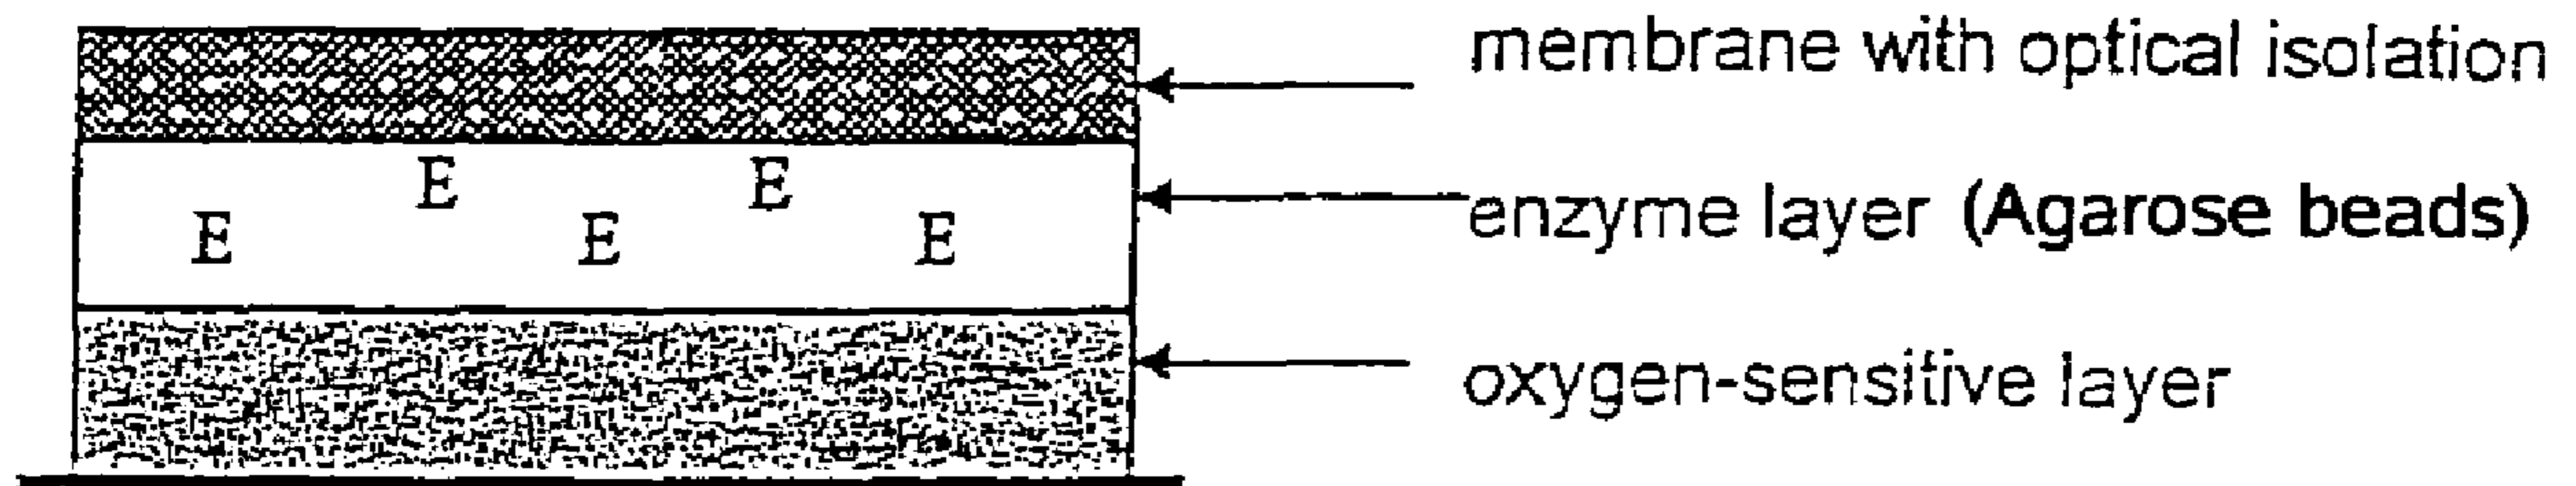 membrane with optical isolation
E E
E E E
enzyme layer (Agarose beads)
oxygen-sensitive layer